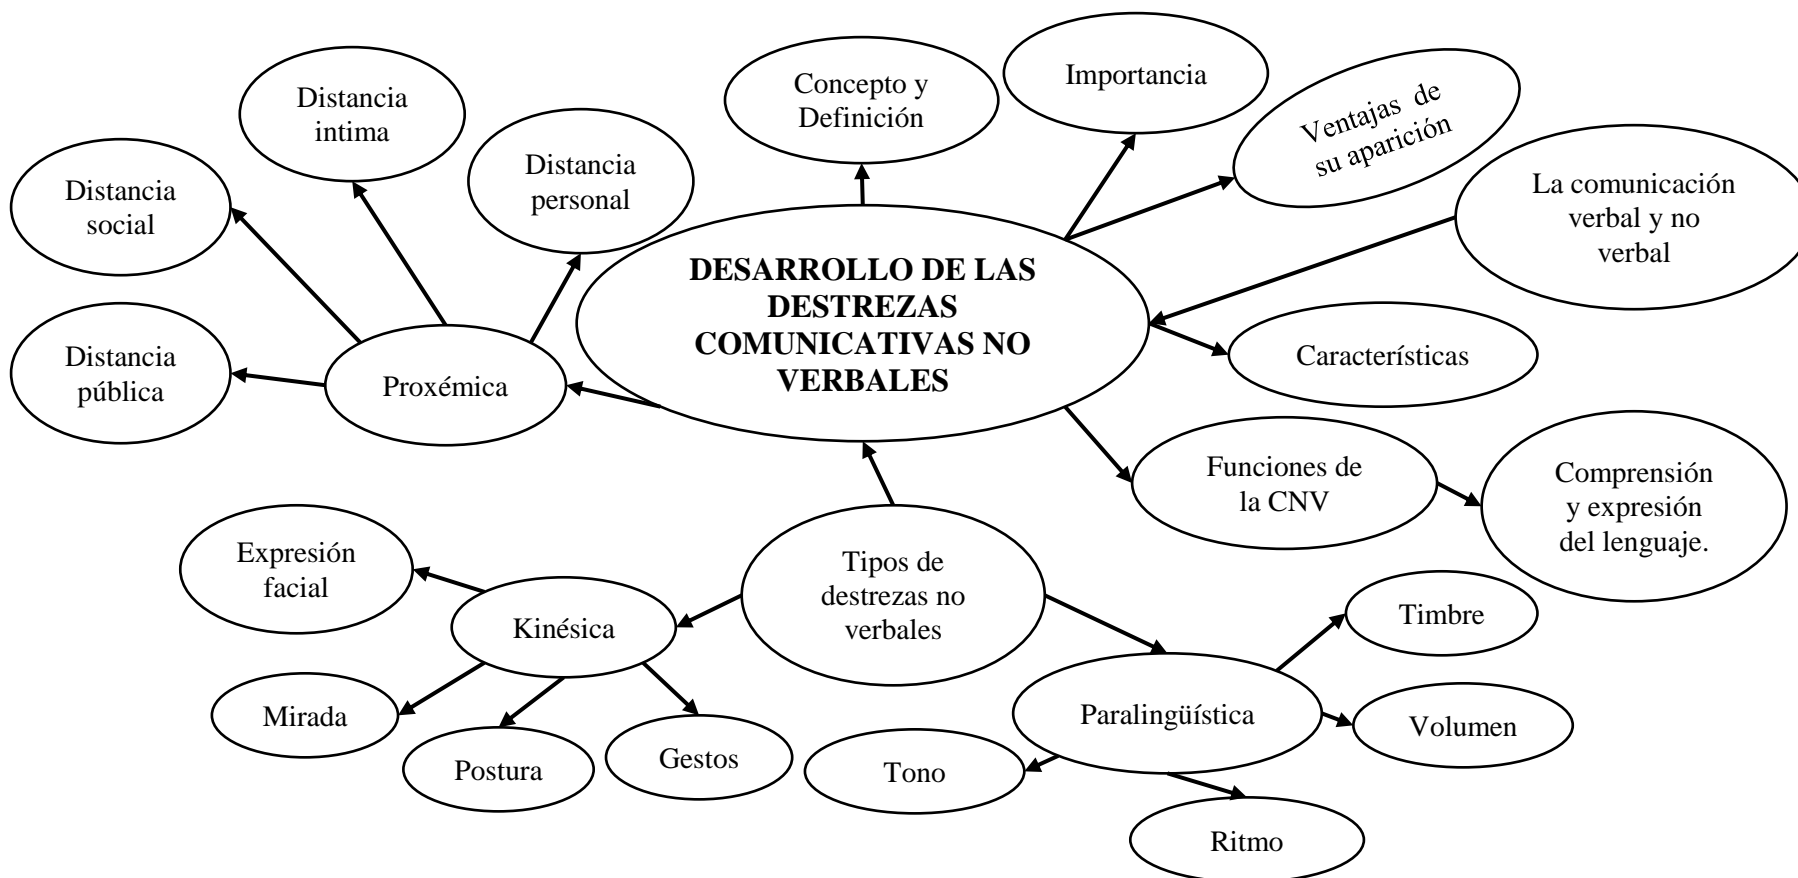 Concepto y
Definición
Importancia
Ventajas  de
su aparición
Distancia
intima
Distancia
personal
Distancia
social
La comunicación
verbal y no
verbal
DESARROLLO DE LAS
DESTREZAS
COMUNICATIVAS NO
VERBALES
Distancia
pública
Proxémica
Características
Funciones de
la CNV
Comprensión
y expresión
del lenguaje.
Expresión
facial
Kinésica
Tipos de
destrezas no
verbales
Timbre
Mirada
Postura
Gestos
Paralingüística
Volumen
Tono
Ritmo